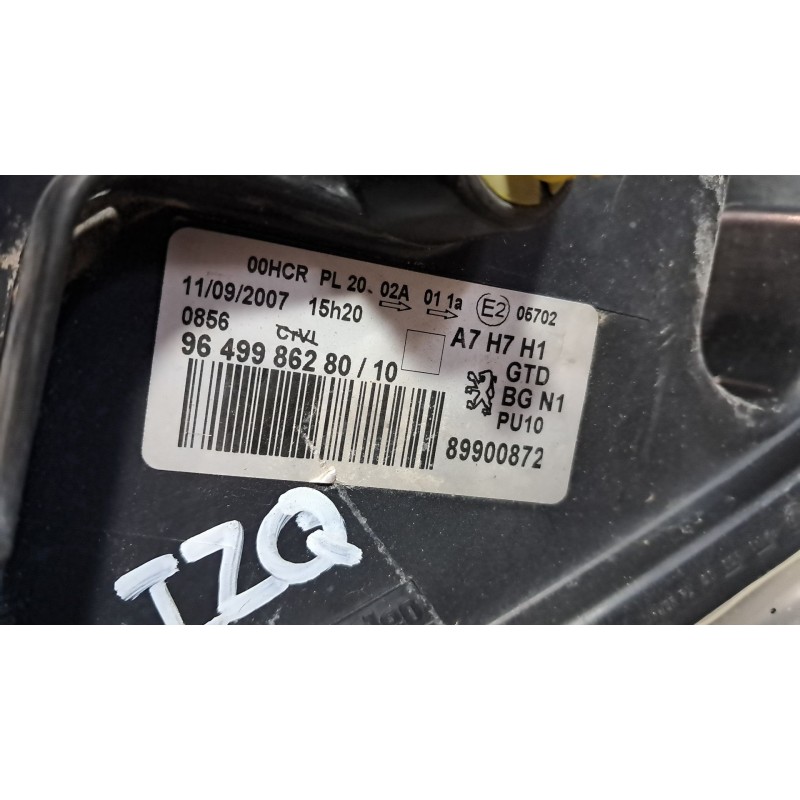 00HCR PL 20 02A 01 1a E2 05702
11/09/2007 15h20
0856 A7 H7 H1
96 499 862 80 / 10 GTD
BG N1
PU10
89900872
IZQ